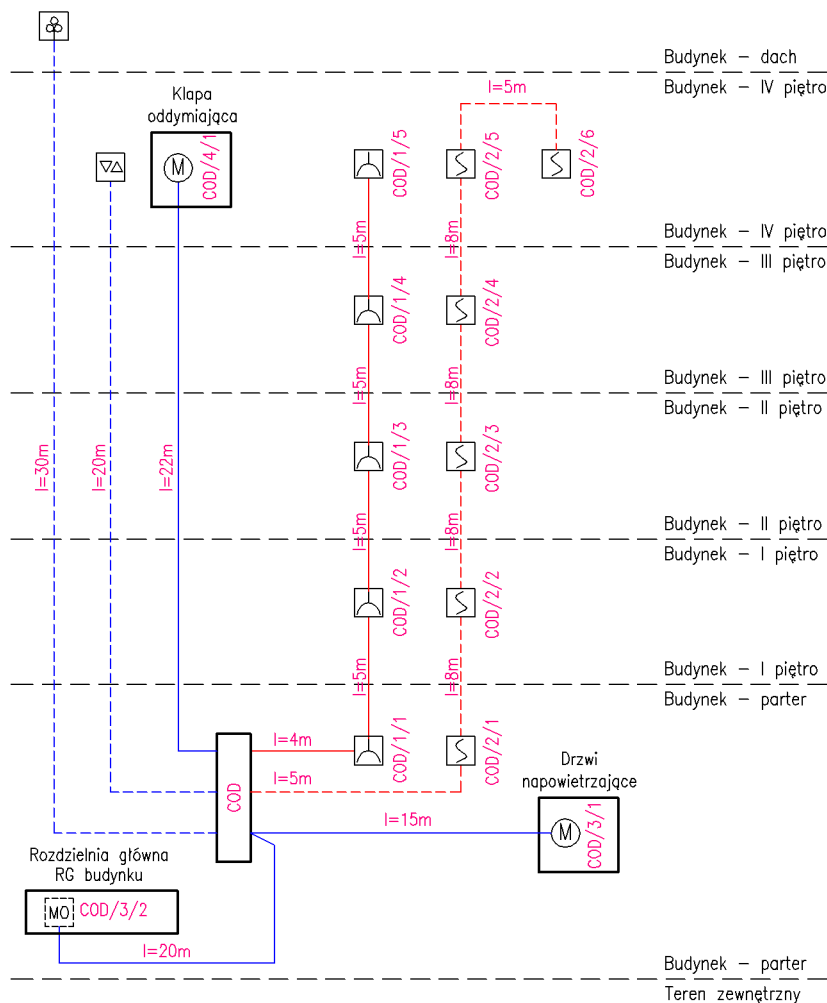 Budynek – dach
Budynek – IV piętro
l=5m
Klapa
oddymiająca
M
COD/4/1
COD/1/5
COD/2/5
COD/2/6
l=5m
l=8m
Budynek – IV piętro
Budynek – III piętro
COD/1/4
COD/2/4
l=5m
l=8m
Budynek – III piętro
Budynek – II piętro
l=30m
l=20m
l=22m
COD/1/3
COD/2/3
l=5m
l=8m
Budynek – II piętro
Budynek – I piętro
COD/1/2
COD/2/2
l=5m
l=8m
Budynek – I piętro
Budynek – parter
l=4m
COD/1/1
COD/2/1
l=5m
COD
Drzwi
napowietrzające
l=15m
M
COD/3/1
Rozdzielnia główna
RG budynku
MO COD/3/2
l=20m
Budynek – parter
Teren zewnętrzny